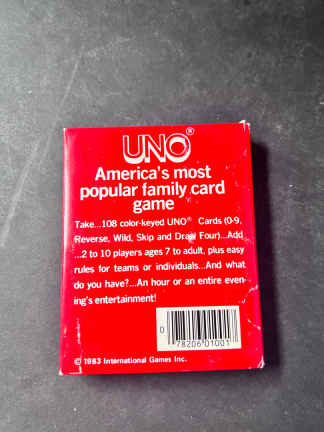 UNO®
America's most
popular family card
game
Take...108 color-keyed UNO® Cards (0-9,
Reverse, Wild, Skip and Draw Four)...Add
...2 to 10 players ages 7 to adult, plus easy
rules for teams or individuals...And what
do you have?...An hour or an entire even-
ing's entertainment!
0 78206 01001
© 1983 International Games Inc.